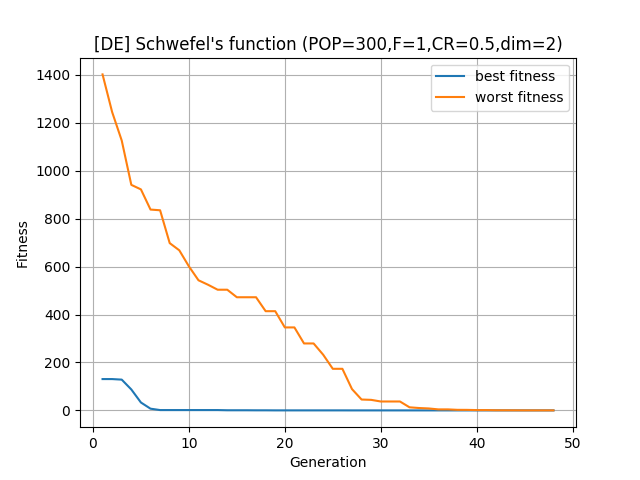 [DE] Schwefel's function (POP=300,F=1,CR=0.5,dim=2)
best fitness
worst fitness
1400
1200
1000
800
600
400
200
0
Fitness
0 10 20 30 40 50
Generation